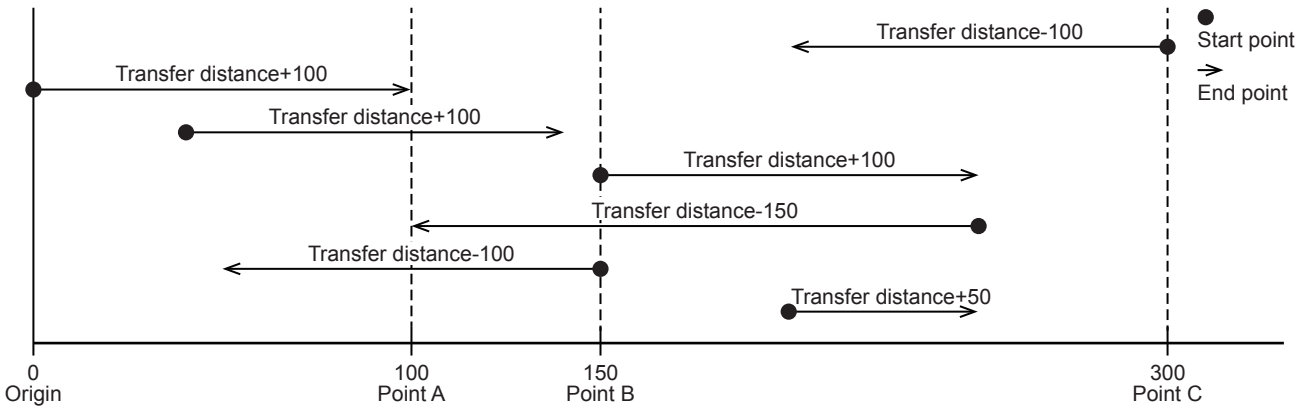 Start point
Transfer distance-100
Transfer distance+100
End point
Transfer distance+100
Transfer distance+100
Transfer distance-150
Transfer distance-100
Transfer distance+50
0 100 150 300
Origin Point A Point B Point C